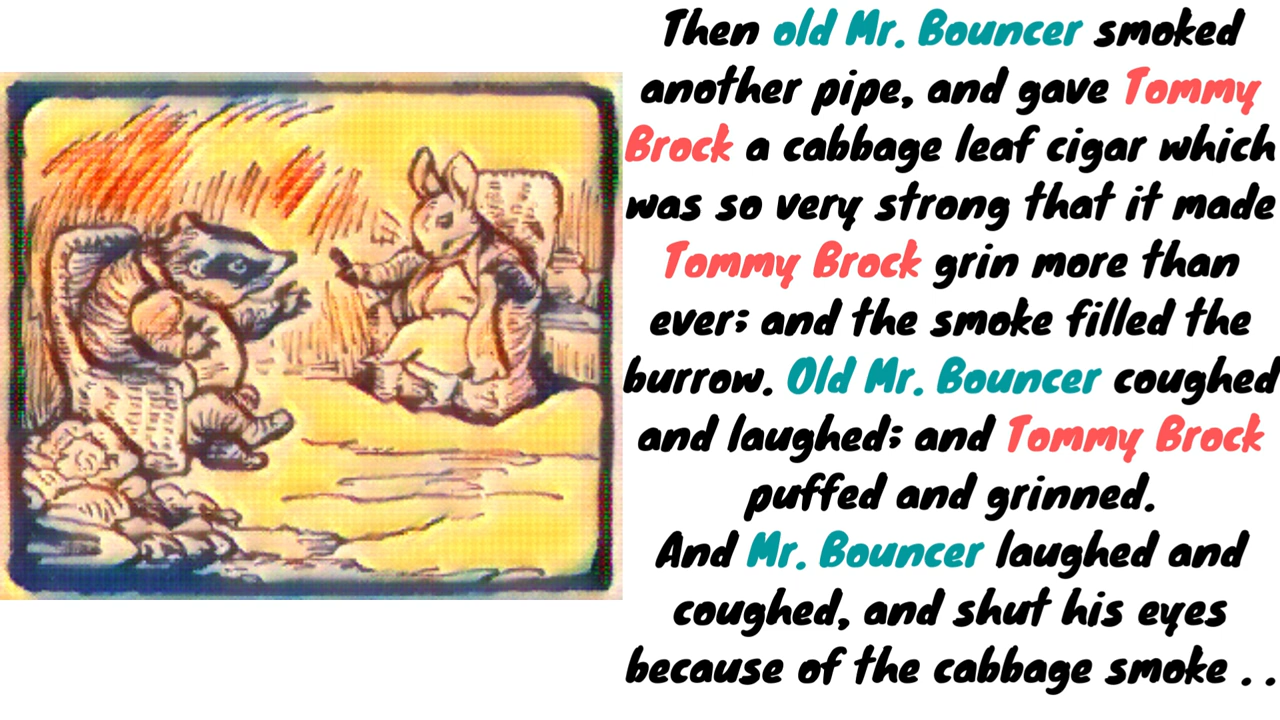 Then old Mr. Bouncer smoked
another pipe, and gave Tommy
Brock a cabbage leaf cigar which
was so very strong that it made
Tommy Brock grin more than
ever; and the smoke filled the
burrow. Old Mr. Bouncer coughed
and laughed; and Tommy Brock
puffed and grinned.
And Mr. Bouncer laughed and
coughed, and shut his eyes
because of the cabbage smoke . .